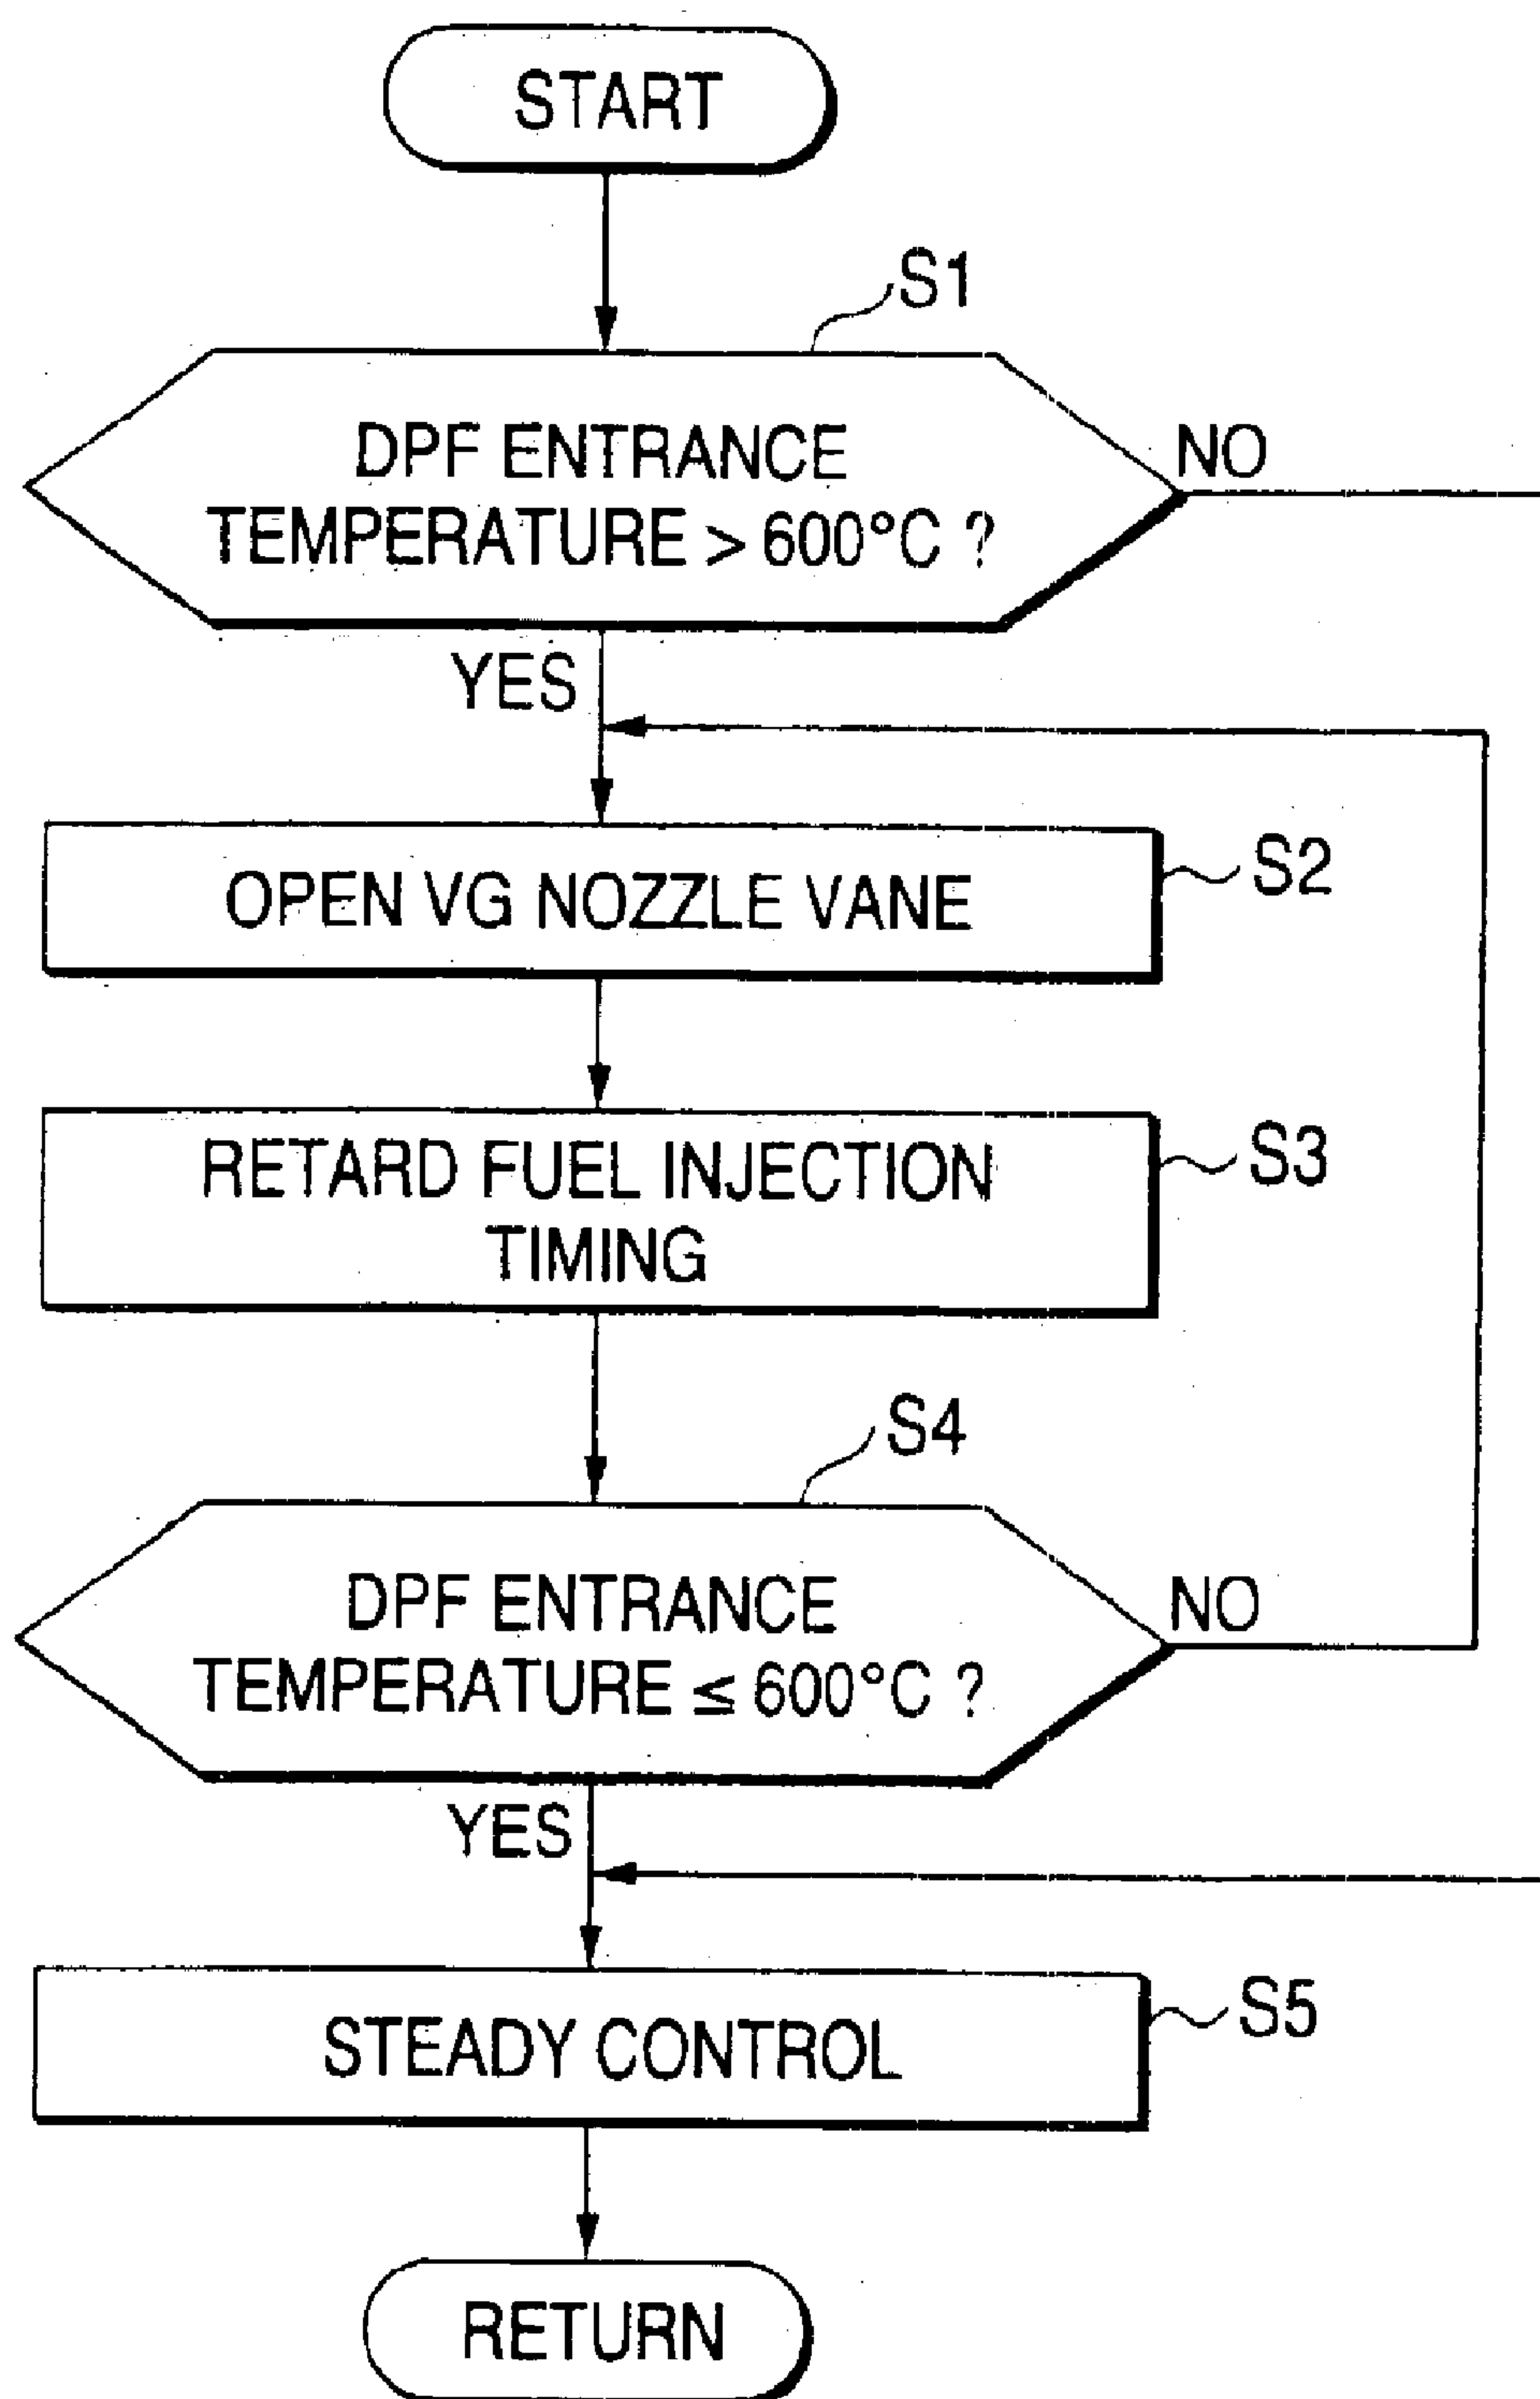 START
S1
DPF ENTRANCE
TEMPERATURE > 600°C ?
NO
YES
OPEN VG NOZZLE VANE
S2
RETARD FUEL INJECTION
TIMING
S3
S4
DPF ENTRANCE
TEMPERATURE ≤ 600°C ?
NO
YES
STEADY CONTROL
S5
RETURN